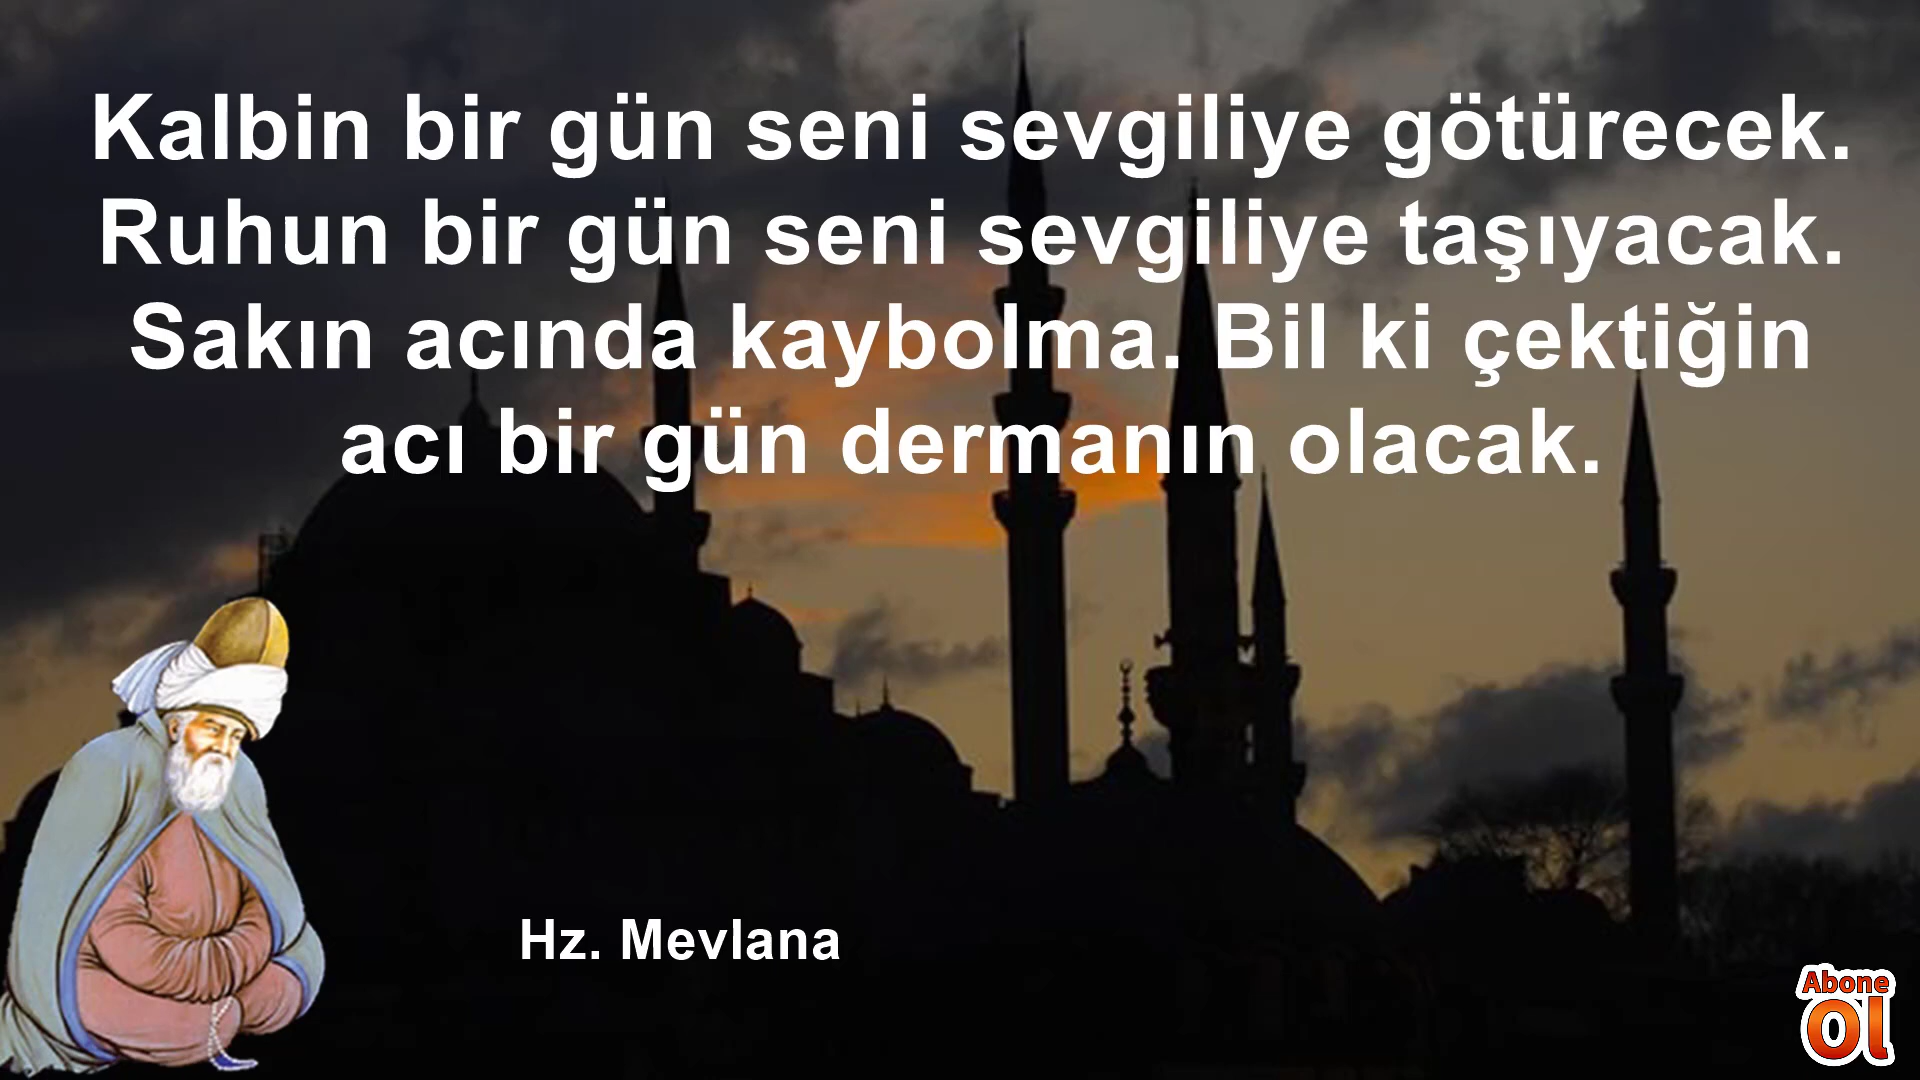 Kalbin bir gün seni sevgiliye götürecek.
Ruhun bir gün seni sevgiliye taşıyacak.
Sakın acında kaybolma. Bil ki çektiğin
acı bir gün dermanın olacak.
Hz. Mevlana
Abone
Ol